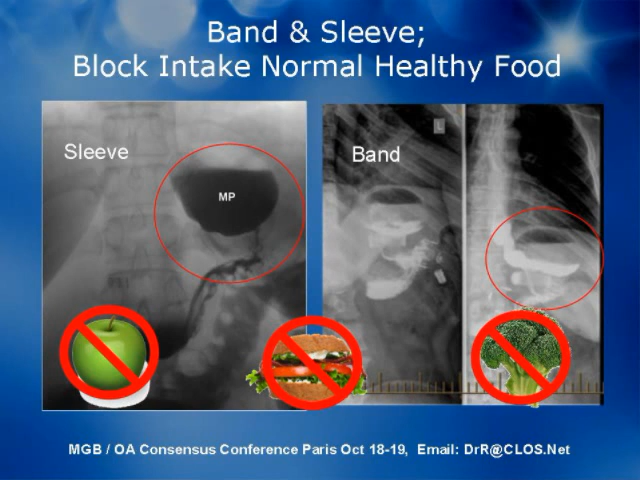 Band & Sleeve;
Block Intake Normal Healthy Food
Sleeve
MP
L
Band
MGB / OA Consensus Conference Paris Oct 18-19,  Email: DrR@CLOS.Net